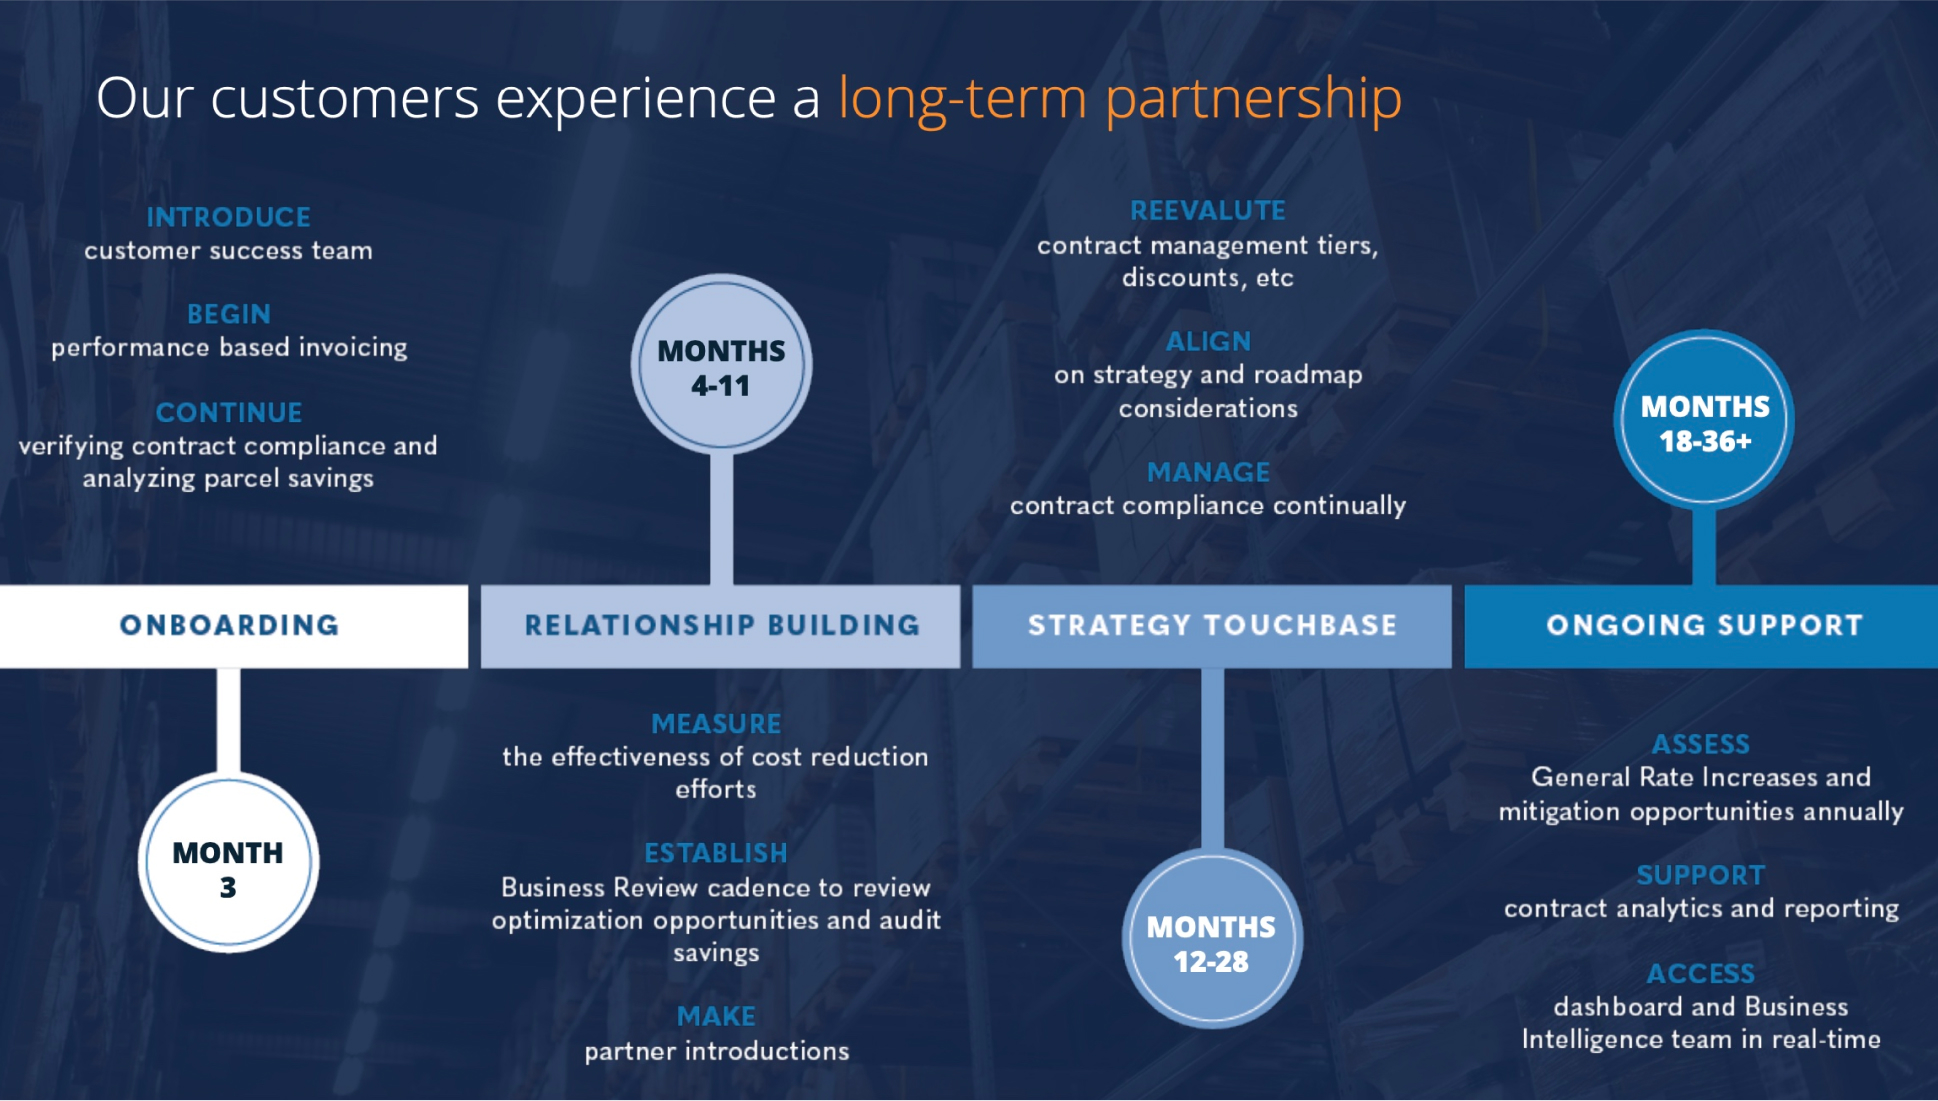 Our customers experience a long-term partnership
INTRODUCE
customer success team
BEGIN
performance based invoicing
CONTINUE
verifying contract compliance and
analyzing parcel savings
ONBOARDING
MONTH
3
MONTHS
4-11
RELATIONSHIP BUILDING
MEASURE
the effectiveness of cost reduction
efforts
ESTABLISH
Business Review cadence to review
optimization opportunities and audit
savings
MAKE
partner introductions
REEVALUTE
contract management tiers,
discounts, etc
ALIGN
on strategy and roadmap
considerations
MANAGE
contract compliance continually
STRATEGY TOUCHBASE
MONTHS
12-28
MONTHS
18-36+
ONGOING SUPPORT
ASSESS
General Rate Increases and
mitigation opportunities annually
SUPPORT
contract analytics and reporting
ACCESS
dashboard and Business
Intelligence team in real-time